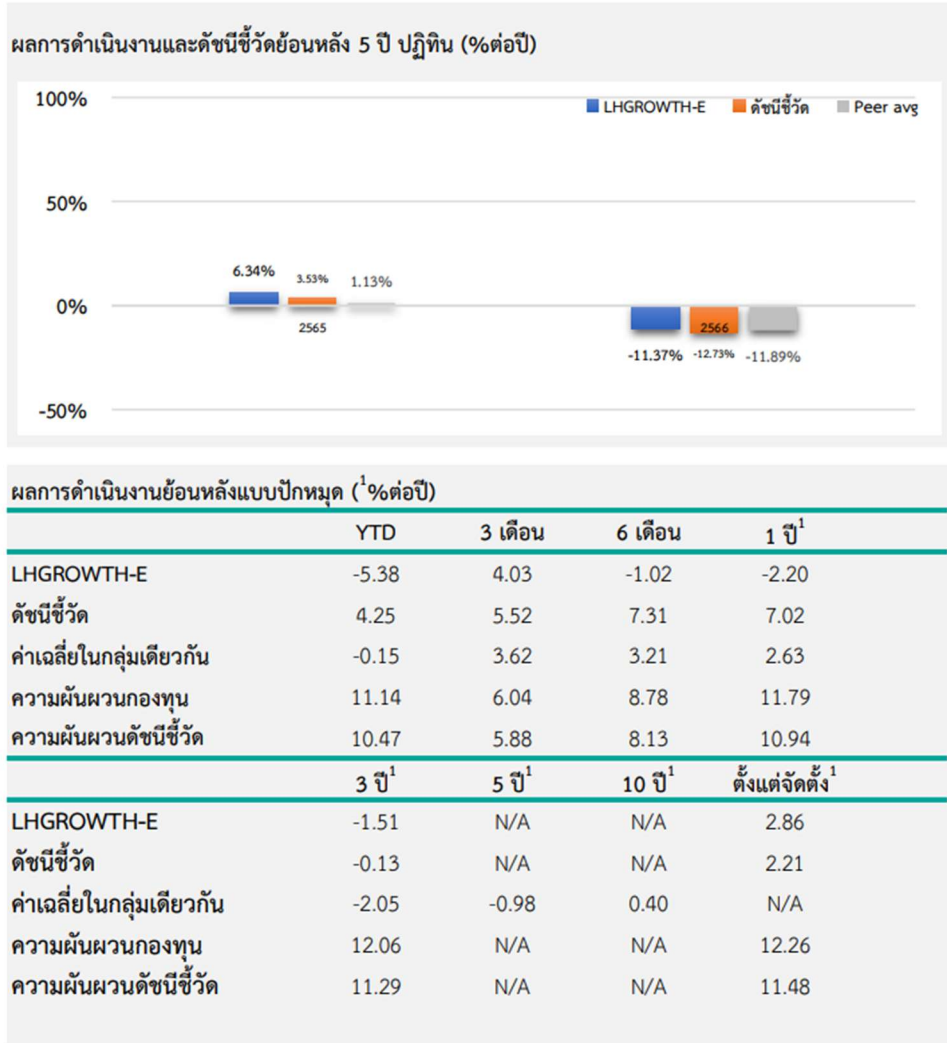 ผลการดำเนินงานและดัชนีชี้วัดย้อนหลัง 5 ปี ปฏิทิน (%ต่อปี)
100%
LHGROWTH-E ดัชนีชี้วัด Peer avg
50%
6.34% 3.53% 1.13%
0%
2565 2566
-11.37% -12.73% -11.89%
-50%
ผลการดำเนินงานย้อนหลังแบบปักหมุด (¹%ต่อปี)
YTD 3 เดือน 6 เดือน 1 ปี¹
LHGROWTH-E -5.38 4.03 -1.02 -2.20
ดัชนีชี้วัด 4.25 5.52 7.31 7.02
ค่าเฉลี่ยในกลุ่มเดียวกัน -0.15 3.62 3.21 2.63
ความผันผวนกองทุน 11.14 6.04 8.78 11.79
ความผันผวนดัชนีชี้วัด 10.47 5.88 8.13 10.94
3 ปี¹ 5 ปี¹ 10 ปี¹ ตั้งแต่จัดตั้ง¹
LHGROWTH-E -1.51 N/A N/A 2.86
ดัชนีชี้วัด -0.13 N/A N/A 2.21
ค่าเฉลี่ยในกลุ่มเดียวกัน -2.05 -0.98 0.40 N/A
ความผันผวนกองทุน 12.06 N/A N/A 12.26
ความผันผวนดัชนีชี้วัด 11.29 N/A N/A 11.48